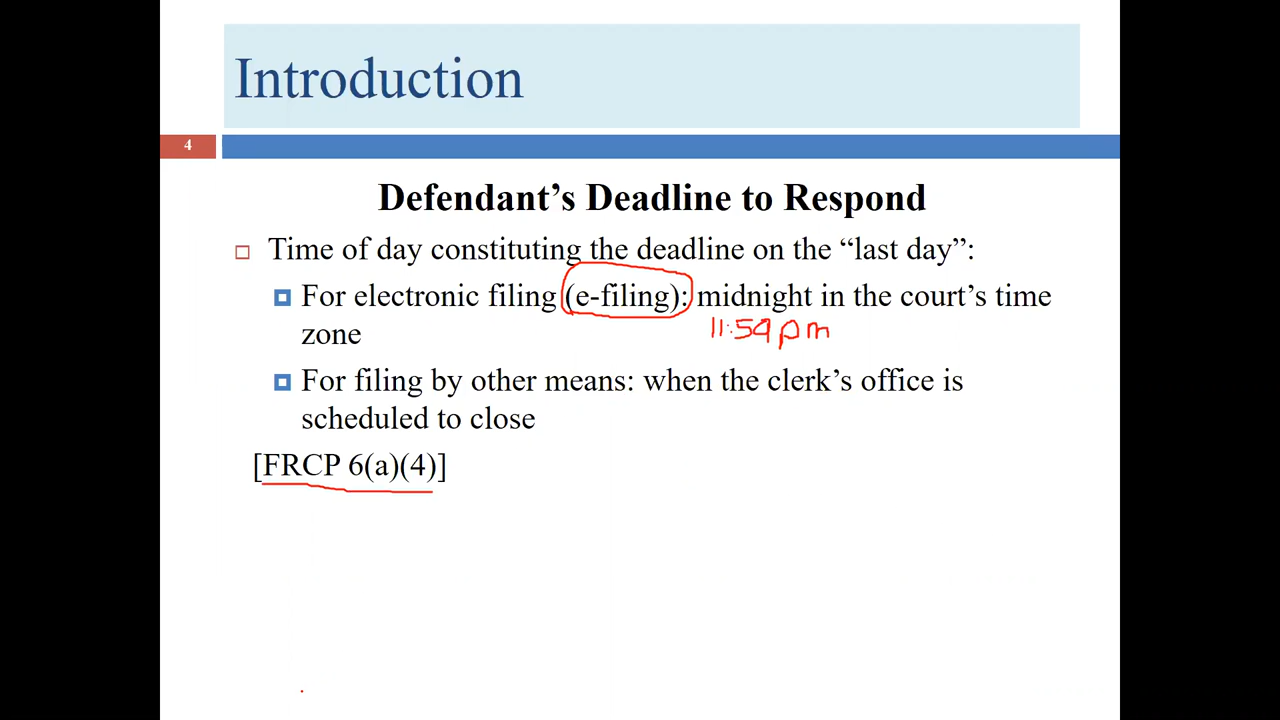 Introduction
4
Defendant’s Deadline to Respond
Time of day constituting the deadline on the “last day”:
For electronic filing (e-filing): midnight in the court’s time
zone
11:59 pm
For filing by other means: when the clerk’s office is
scheduled to close
[FRCP 6(a)(4)]